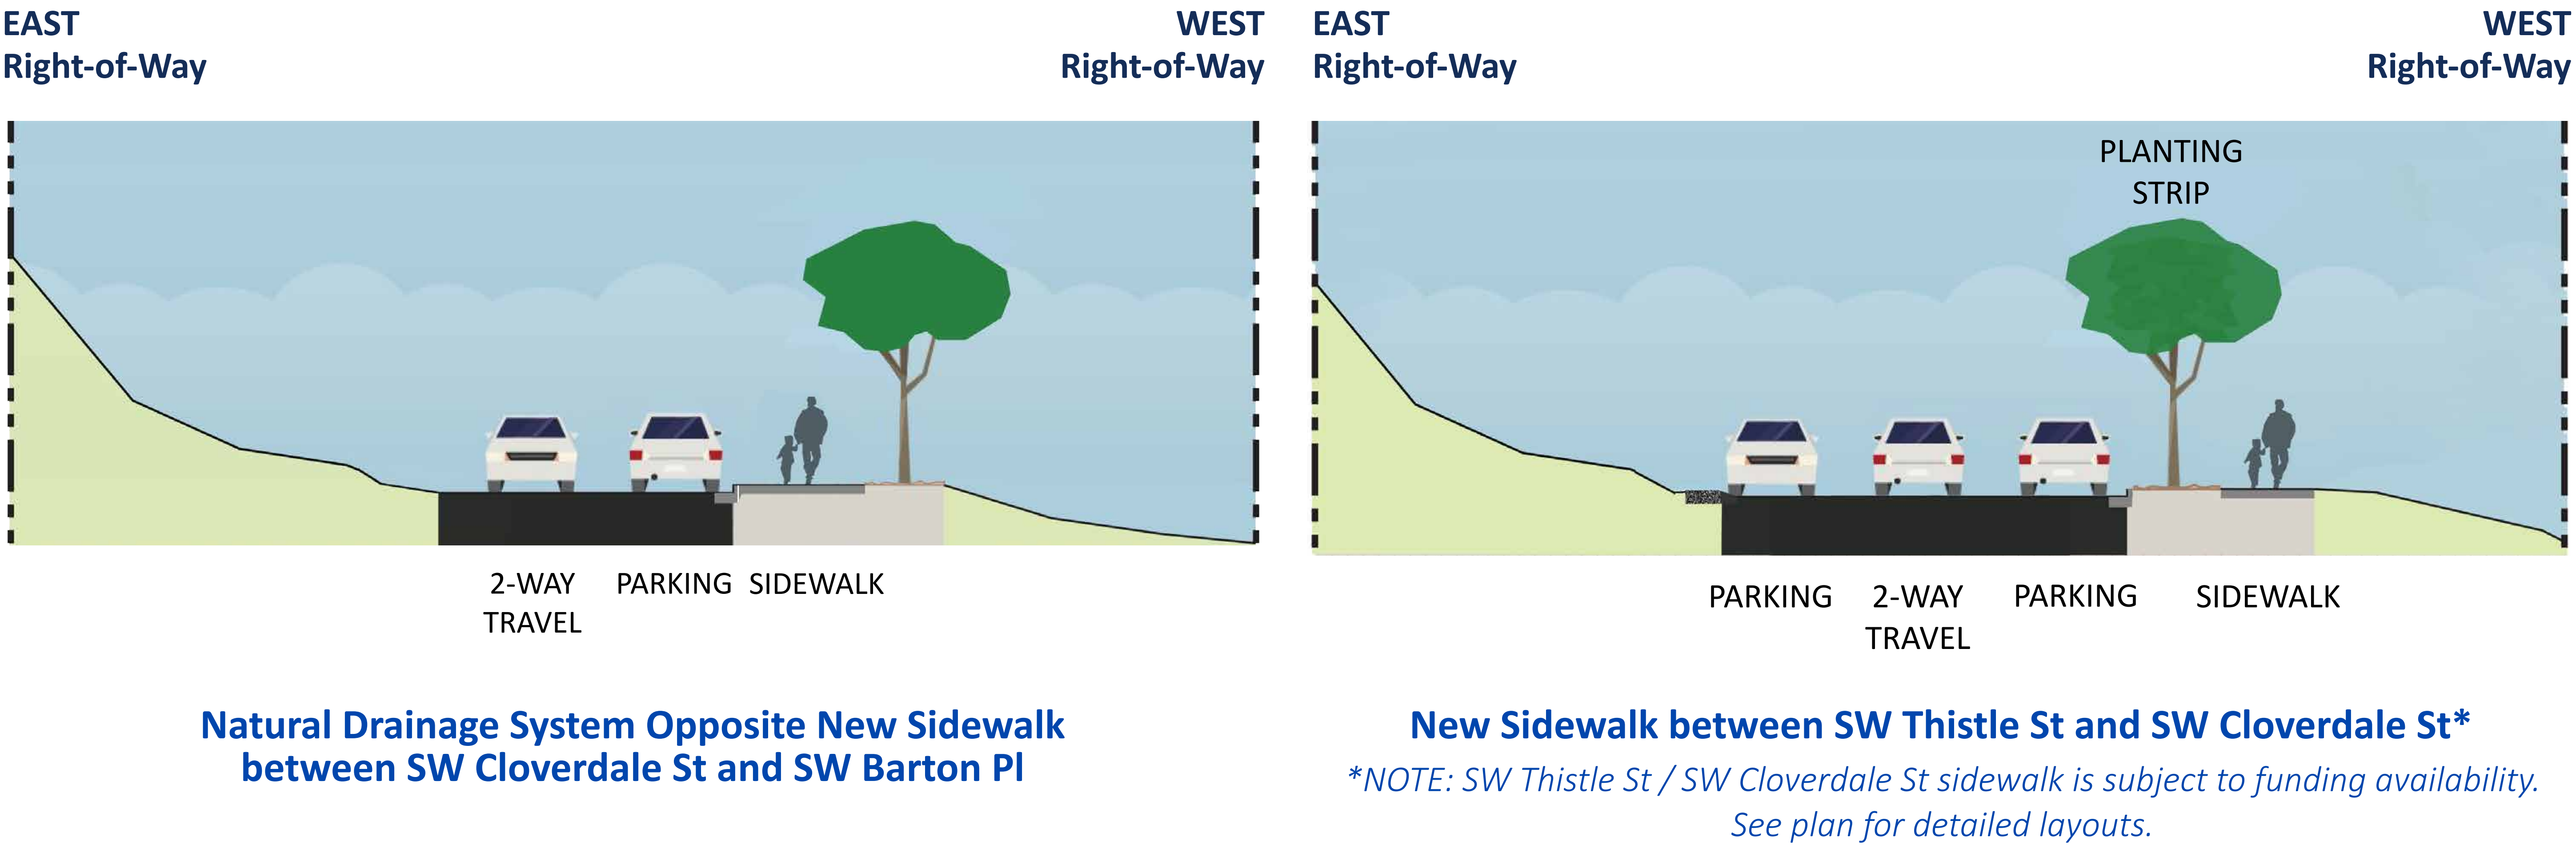 EAST
Right-of-Way
WEST
Right-of-Way
2-WAY
TRAVEL
PARKING
SIDEWALK
Natural Drainage System Opposite New Sidewalk
between SW Cloverdale St and SW Barton Pl
EAST
Right-of-Way
WEST
Right-of-Way
PLANTING
STRIP
PARKING
2-WAY
TRAVEL
PARKING
SIDEWALK
New Sidewalk between SW Thistle St and SW Cloverdale St*
*NOTE: SW Thistle St / SW Cloverdale St sidewalk is subject to funding availability.
See plan for detailed layouts.